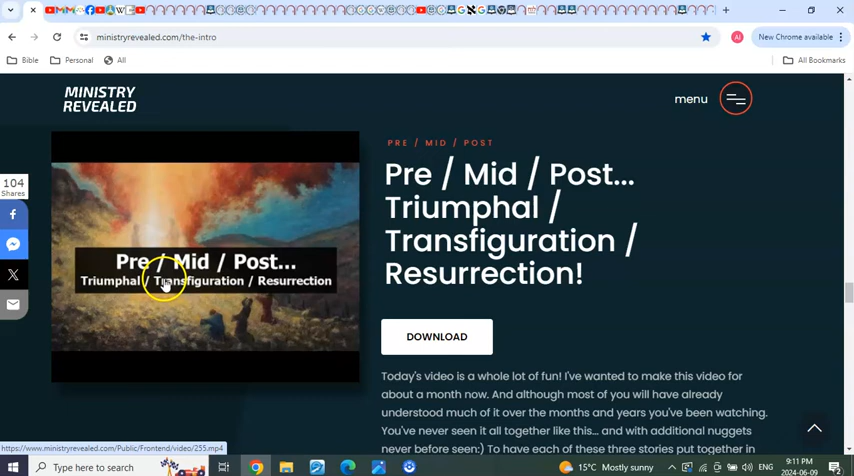 ministryrevealed.com/the-intro
New Chrome available
Bible
Personal
All
All Bookmarks
MINISTRY
REVEALED
menu
104
Shares
Pre / Mid / Post...
Triumphal / Transfiguration / Resurrection
PRE / MID / POST
Pre / Mid / Post...
Triumphal /
Transfiguration /
Resurrection!
DOWNLOAD
Today's video is a whole lot of fun! I've wanted to make this video for
about a month now. And although most of you will have already
understood much of it over the months and years you've been watching.
You've never seen it all together like this... and with additional nuggets
never before seen:) To have each of these three stories put together in
https://www.ministryrevealed.com/Public/Frontend/video/255.mp4
Type here to search
15°C Mostly sunny
ENG
9:11 PM
2024-06-09